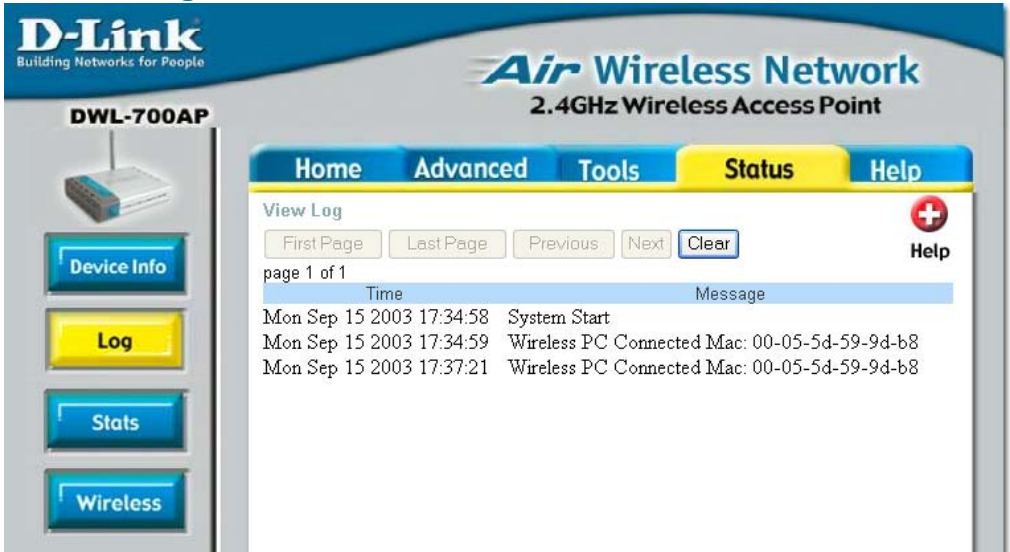 D-Link
Building Networks for People
Air Wireless Network
2.4GHz Wireless Access Point
DWL-700AP
Home Advanced Tools Status Help
View Log
First Page Last Page Previous Next Clear
Help
page 1 of 1
Time Message
Mon Sep 15 2003 17:34:58 System Start
Mon Sep 15 2003 17:34:59 Wireless PC Connected Mac: 00-05-5d-59-9d-b8
Mon Sep 15 2003 17:37:21 Wireless PC Connected Mac: 00-05-5d-59-9d-b8
Device Info
Log
Stats
Wireless